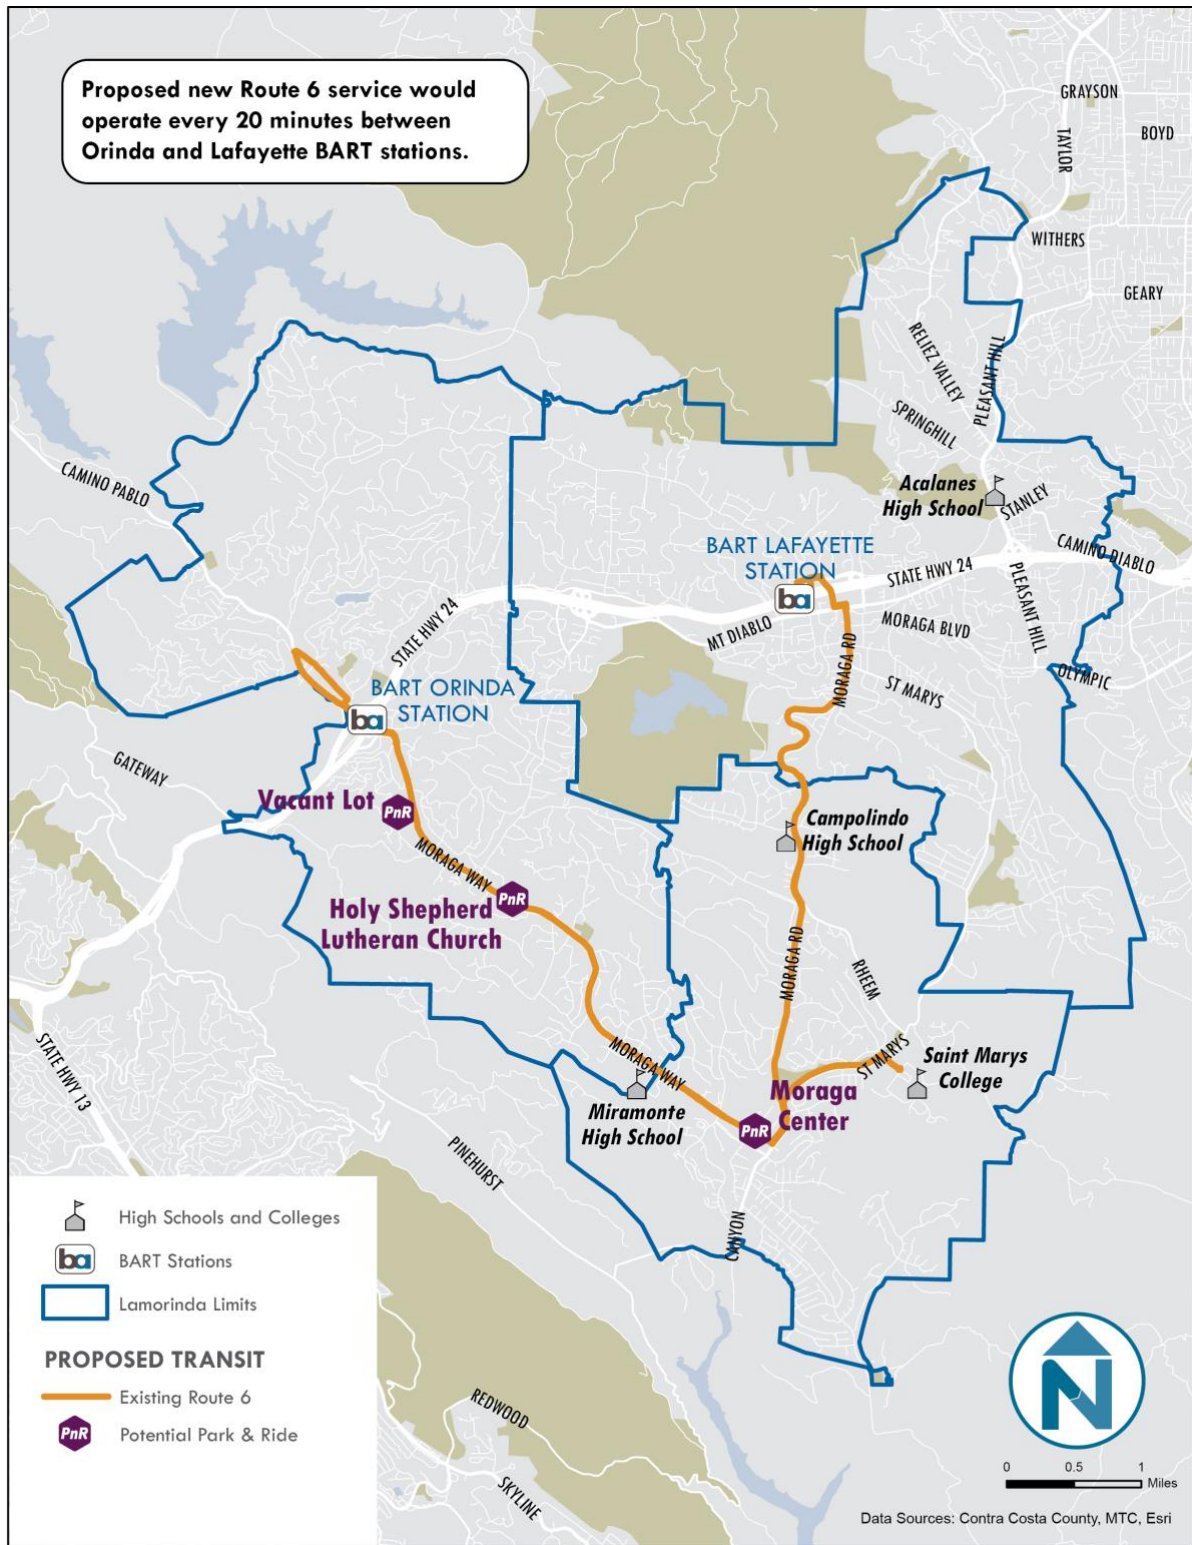 Proposed new Route 6 service would
operate every 20 minutes between
Orinda and Lafayette BART stations.
GRAYSON
TAYLOR
BOYD
WITHERS
GEARY
RELIEZ VALLEY
PLEASANT HILL
SPRINGHILL
CAMINO PABLO
Acalanes
High School
STANLEY
BART LAFAYETTE
STATION
ba
STATE HWY 24
CAMINO DIABLO
STATE HWY 24
MT DIABLO
MORAGA BLVD
PLEASANT HILL
MORAGA RD
ST MARYS
OLYMPIC
BART ORINDA
STATION
ba
GATEWAY
Vacant Lot
PnR
MORAGA WAY
Campolindo
High School
PnR
Holy Shepherd
Lutheran Church
MORAGA RD
RHEEM
STATE HWY 13
MORAGA WAY
ST MARYS
Saint Marys
College
Miramonte
High School
PnR
Moraga
Center
PINEHURST
CANYON
High Schools and Colleges
ba
BART Stations
Lamorinda Limits
PROPOSED TRANSIT
Existing Route 6
PnR
Potential Park & Ride
REDWOOD
SKYLINE
N
0 0.5 1
Miles
Data Sources: Contra Costa County, MTC, Esri